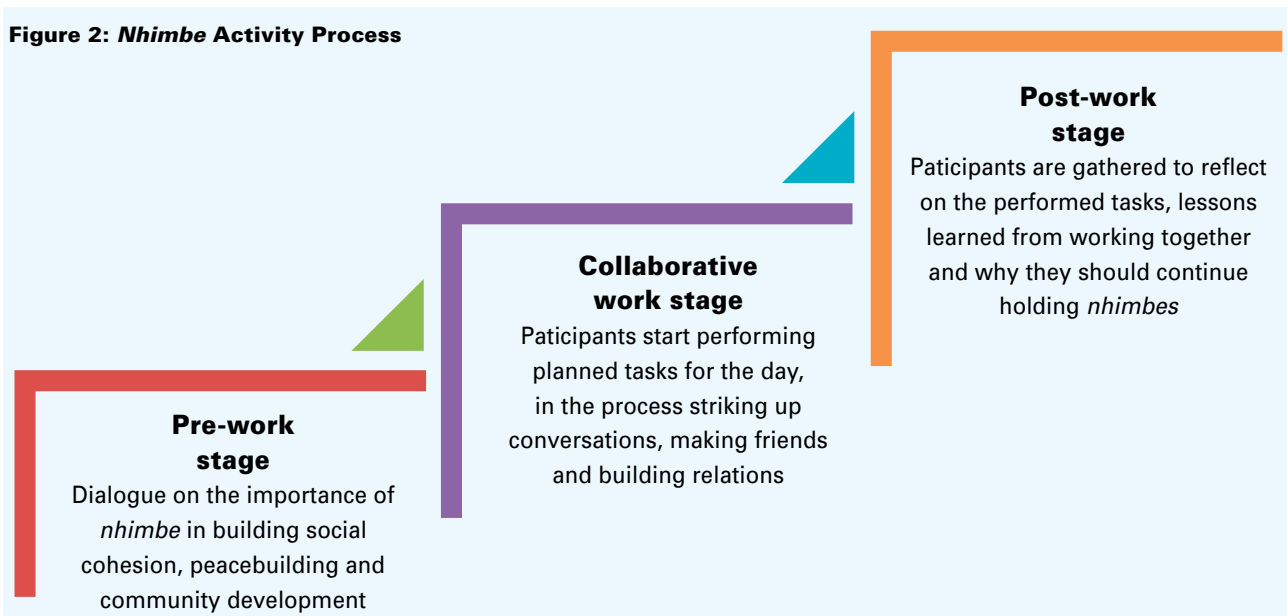 Figure 2: Nhimbe Activity Process
Pre-work
stage
Dialogue on the importance of
nhimbe in building social
cohesion, peacebuilding and
community development
Collaborative
work stage
Paticipants start performing
planned tasks for the day,
in the process striking up
conversations, making friends
and building relations
Post-work
stage
Paticipants are gathered to reflect
on the performed tasks, lessons
learned from working together
and why they should continue
holding nhimbes